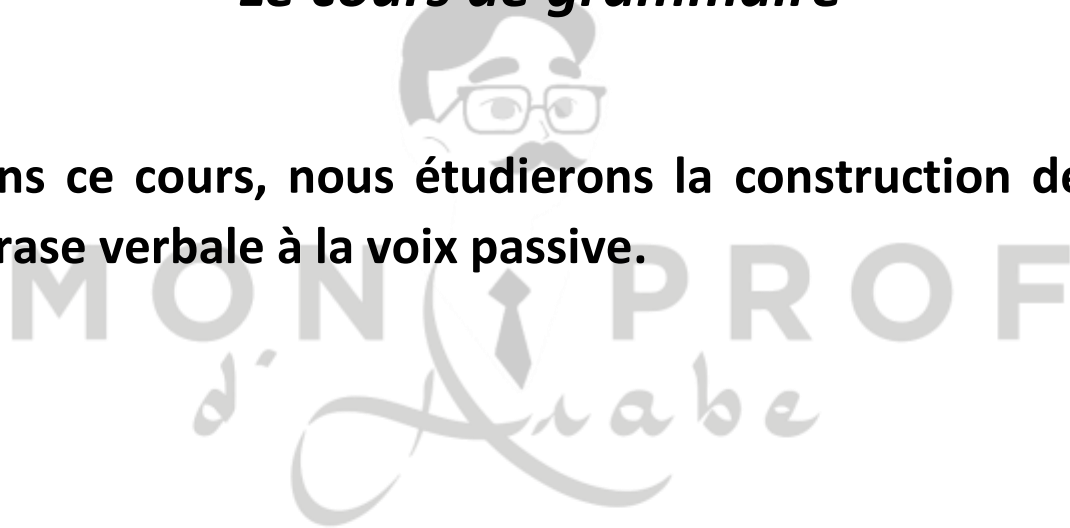 Le cours de grammaire
ns ce cours, nous étudierons la construction de
rase verbale à la voix passive.
MON PROF
d'Arabe